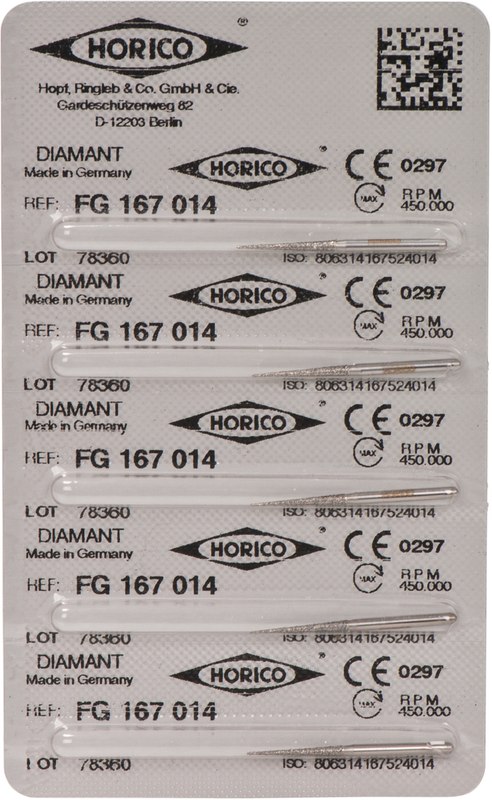 HORICO ®
Hopf, Ringleb & Co. GmbH & Cie.
Gardeschützenweg 82
D-12203 Berlin
DIAMANT HORICO ® CE 0297
Made in Germany
REF: FG 167 014 MAX RPM 450.000
LOT 78360 ISO: 806314167524014
DIAMANT HORICO ® CE 0297
Made in Germany
REF: FG 167 014 MAX RPM 450.000
LOT 78360 ISO: 806314167524014
DIAMANT HORICO ® CE 0297
Made in Germany
REF: FG 167 014 MAX RPM 450.000
LOT 78360 ISO: 806314167524014
DIAMANT HORICO ® CE 0297
Made in Germany
REF: FG 167 014 MAX RPM 450.000
LOT 78360 ISO: 806314167524014
DIAMANT HORICO ® CE 0297
Made in Germany
REF: FG 167 014 MAX RPM 450.000
LOT 78360 ISO: 806314167524014